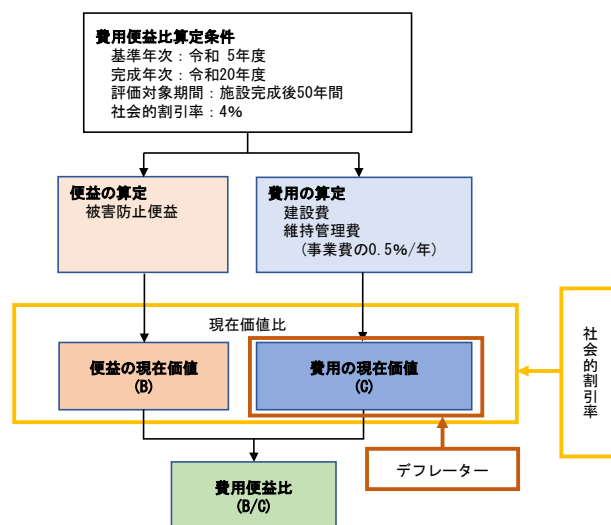 費用便益比算定条件
基準年次：令和 5年度
完成年次：令和20年度
評価対象期間：施設完成後50年間
社会的割引率：4%
便益の算定
被害防止便益
費用の算定
建設費
維持管理費
(事業費の0.5%/年)
現在価値比
便益の現在価値
(B)
費用の現在価値
(C)
社会的割引率
デフレーター
費用便益比
(B/C)